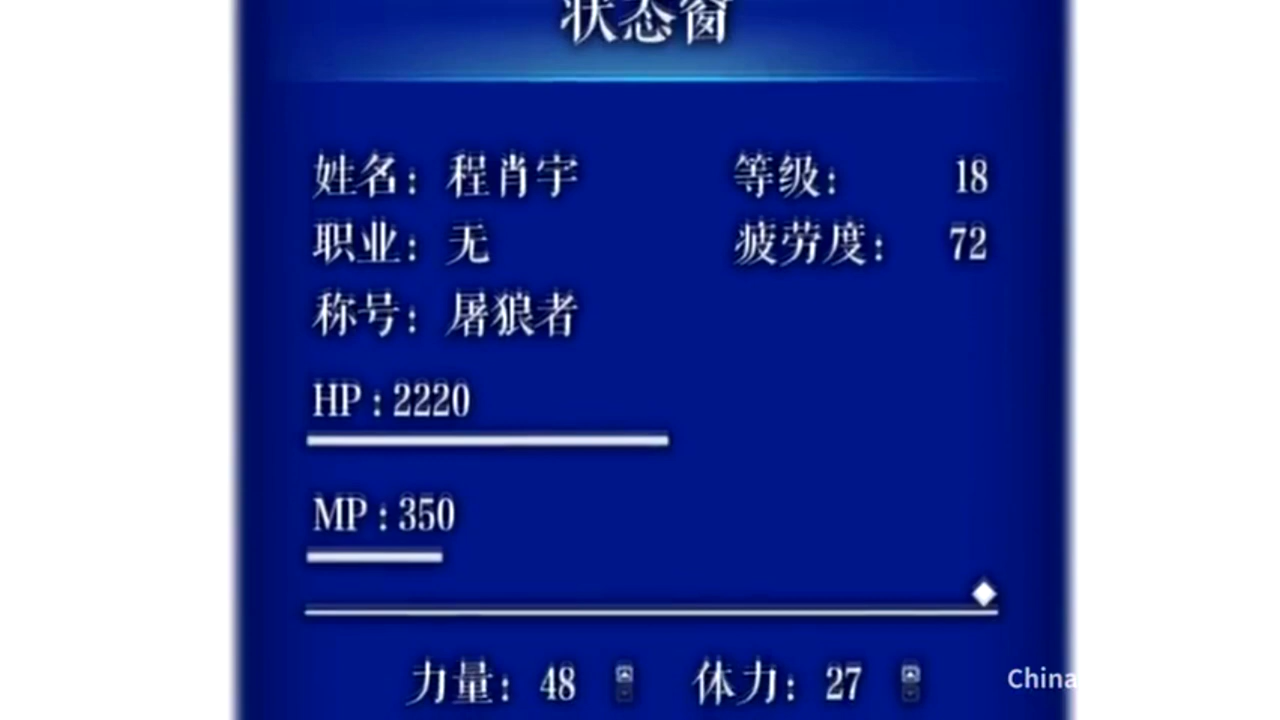 状态窗
姓名：程肖宇 等级： 18
职业：无 疲劳度： 72
称号：屠狼者
HP : 2220
MP : 350
力量： 48 体力： 27
China